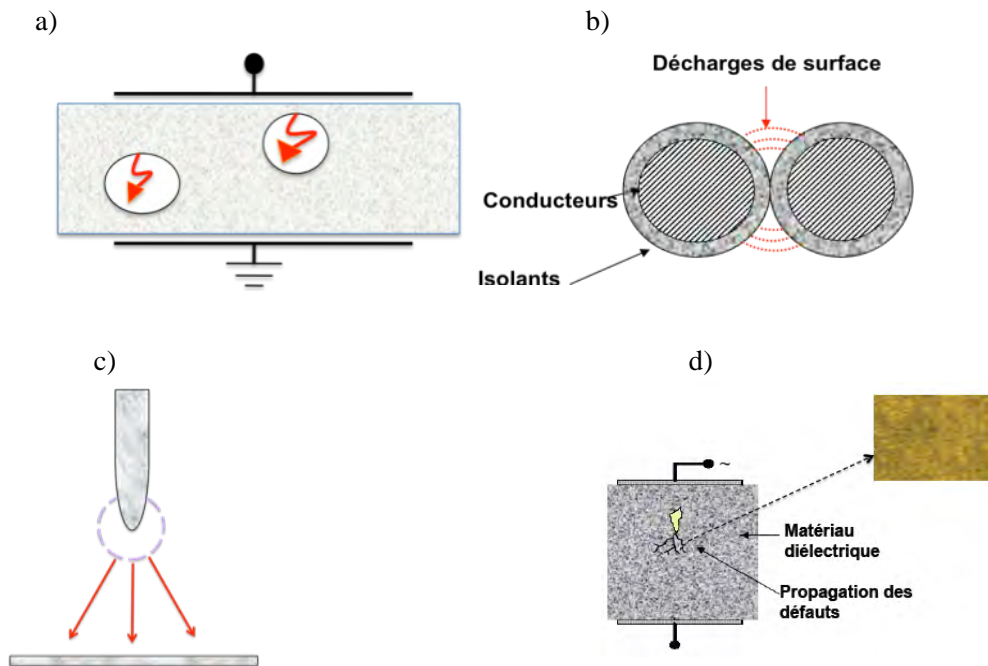 a)
b)
Décharges de surface
Conducteurs
Isolants
c)
d)
~
Matériau
diélectrique
Propagation des
défauts